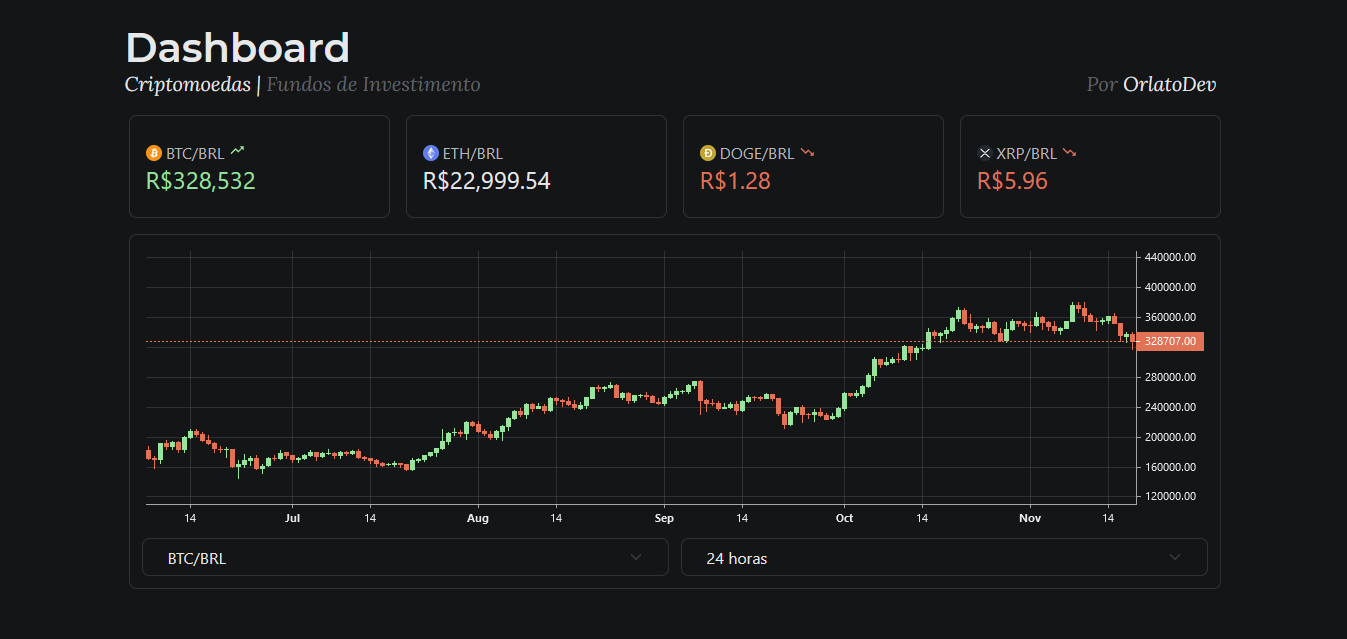 Dashboard
Criptomoedas | Fundos de Investimento
Por OrlatoDev
BTC/BRL
R$328,532
ETH/BRL
R$22,999.54
DOGE/BRL
R$1.28
XRP/BRL
R$5.96
440000.00
400000.00
360000.00
328707.00
280000.00
240000.00
200000.00
160000.00
120000.00
14 Jul 14 Aug 14 Sep 14 Oct 14 Nov 14
BTC/BRL
24 horas